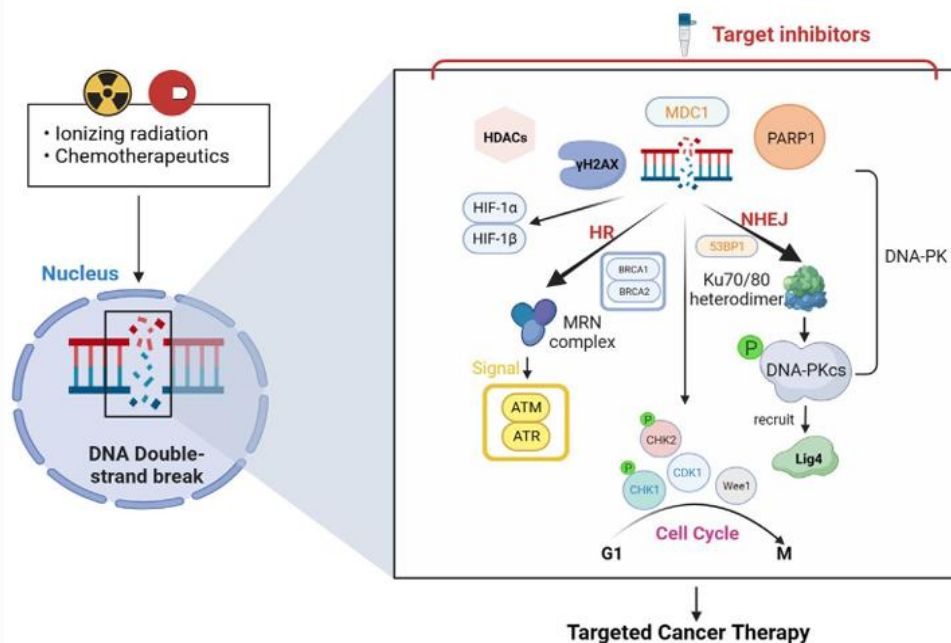 Target inhibitors
• Ionizing radiation
• Chemotherapeutics
Nucleus
DNA Double-
strand break
HDACs
γH2AX
MDC1
PARP1
HIF-1α
HIF-1β
HR
NHEJ
53BP1
BRCA1
BRCA2
Ku70/80
heterodimer
DNA-PK
MRN
complex
Signal
ATM
ATR
P
DNA-PKcs
recruit
Lig4
P
CHK2
P
CHK1
CDK1
Wee1
Cell Cycle
G1
M
Targeted Cancer Therapy